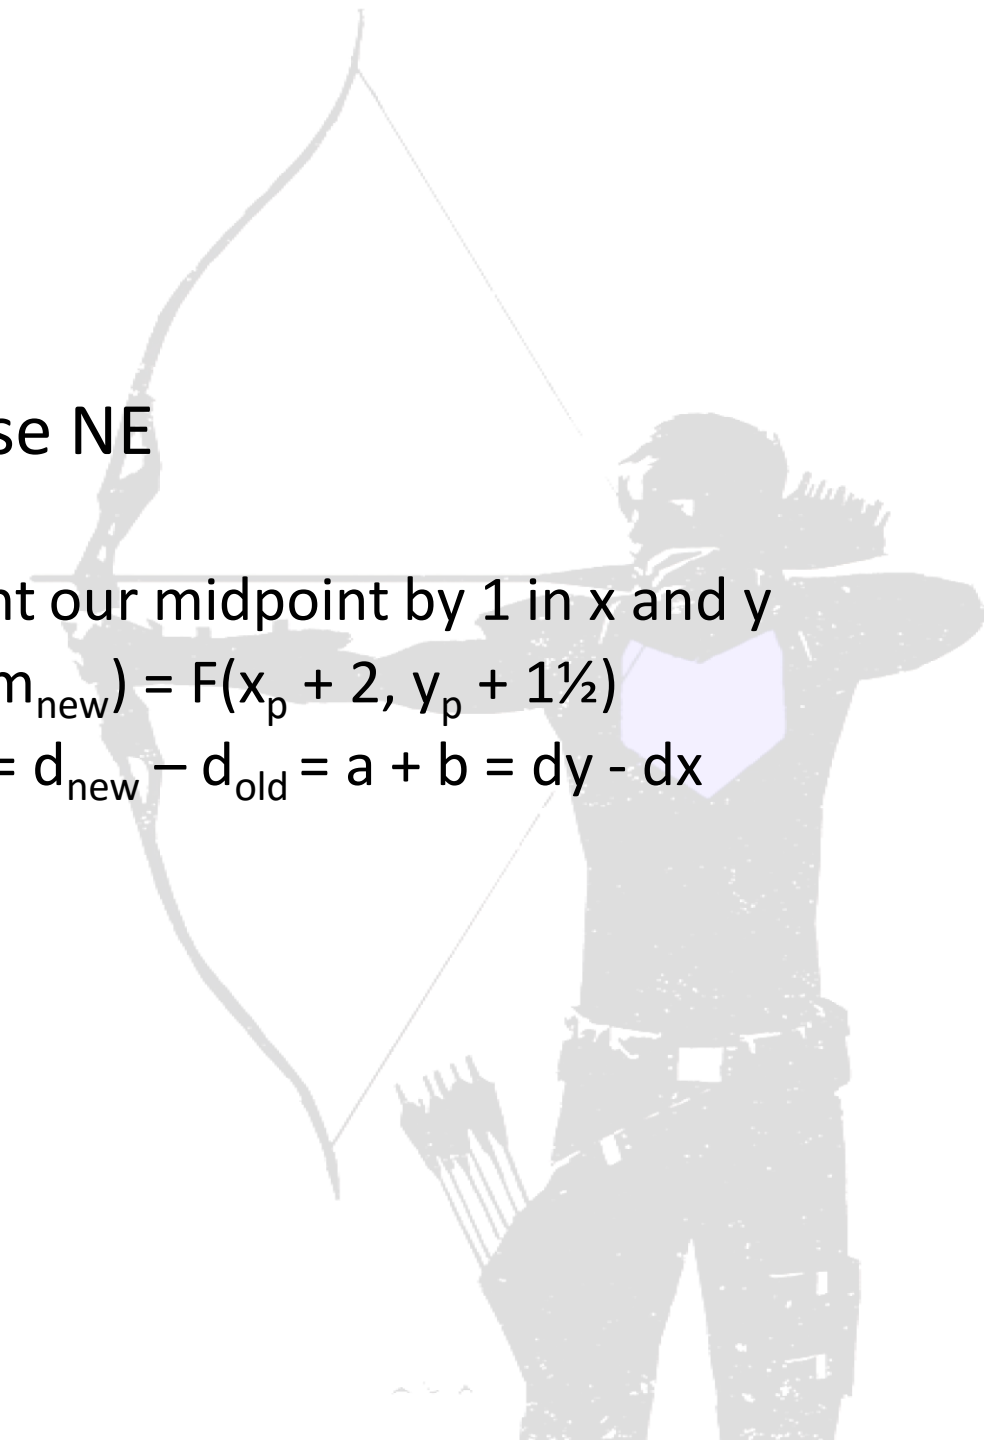 se NE
nt our midpoint by 1 in x and y
m_new) = F(x_p + 2, y_p + 1½)
= d_new – d_old = a + b = dy - dx